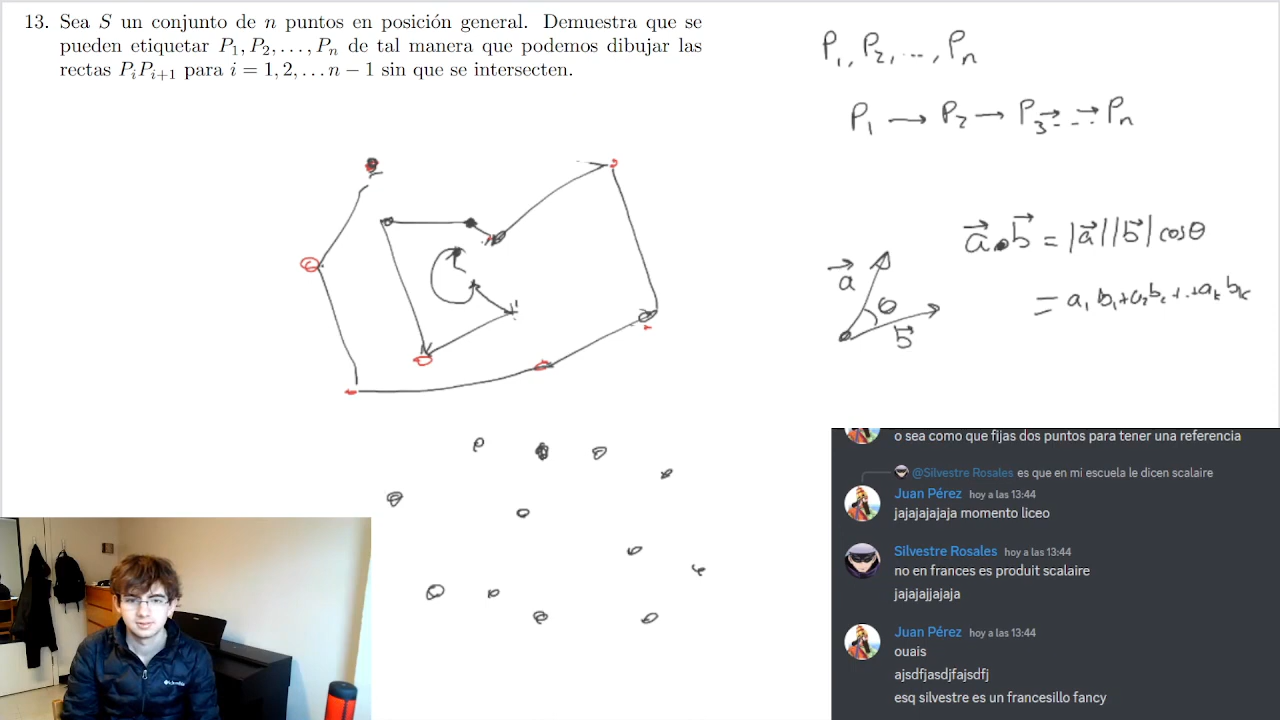 13. Sea S un conjunto de n puntos en posición general. Demuestra que se
pueden etiquetar P₁, P₂, . . . , Pₙ de tal manera que podemos dibujar las
rectas PᵢPᵢ₊₁ para i = 1, 2, . . . n − 1 sin que se intersecten.
P₁, P₂, ..., Pₙ
P₁ → P₂ → P₃ → ... → Pₙ
a⃗ • b⃗ = |a⃗||b⃗| cosθ
= a₁b₁+a₂b₂+...+aₖbₖ
a⃗
θ
b⃗
o sea como que fijas dos puntos para tener una referencia
@Silvestre Rosales es que en mi escuela le dicen scalaire
Juan Pérez hoy a las 13:44
jajajajajaja momento liceo
Silvestre Rosales hoy a las 13:44
no en frances es produit scalaire
jajajajjajaja
Juan Pérez hoy a las 13:44
ouais
ajsdfjasdjfajsdfj
esq silvestre es un francesillo fancy
Columbia